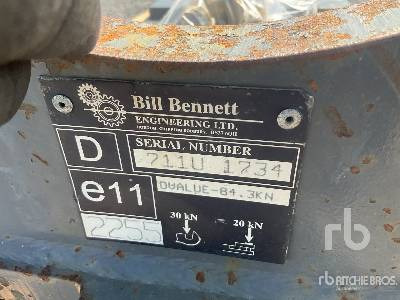 Bill Bennett
ENGINEERING LTD.
SERIAL NUMBER
D
711U 1734
e11
DVALUE-84.3KN
2255
30 kN
20 kN
rb
rb RITCHIE BROS.